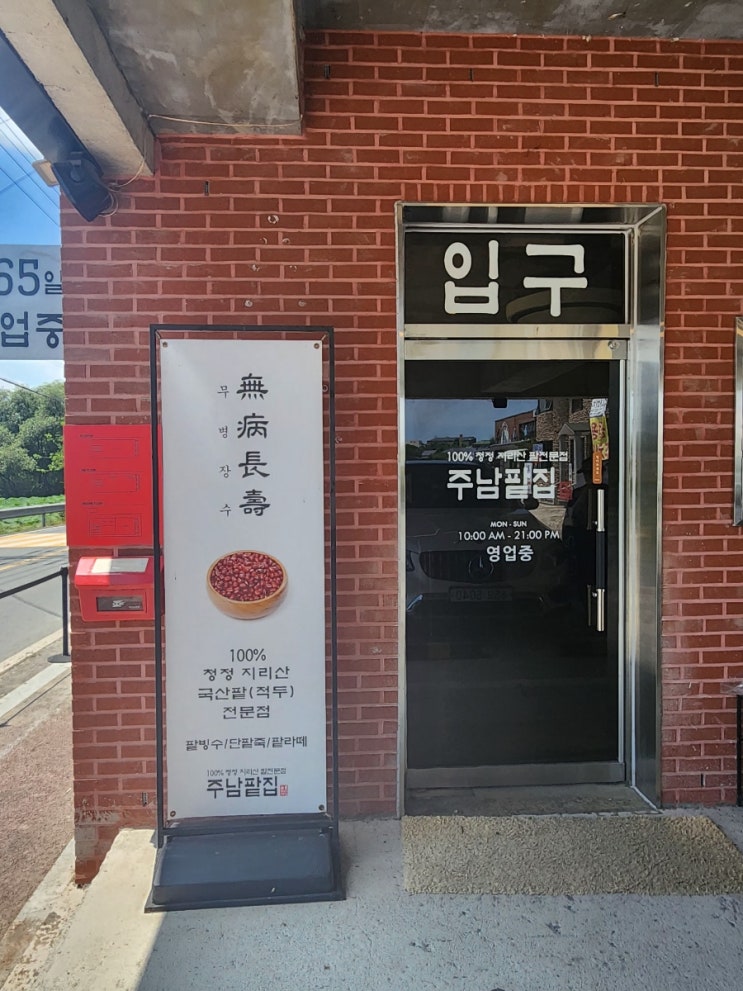 65일
업중
입구
無病長壽
무병장수
100%
청정 지리산
국산팥(적두)
전문점
팥빙수/단팥죽/팥라떼
100% 청정 지리산 팥전문점
주남팥집
100% 청정 지리산 팥전문점
주남팥집
MON - SUN
10:00 AM - 21:00 PM
영업중